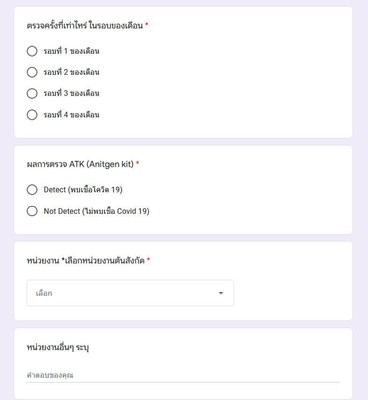 ตรวจครั้งที่เท่าไหร่ ในรอบของเดือน *
รอบที่ 1 ของเดือน
รอบที่ 2 ของเดือน
รอบที่ 3 ของเดือน
รอบที่ 4 ของเดือน
ผลการตรวจ ATK (Anitgen kit) *
Detect (พบเชื้อโควิด 19)
Not Detect (ไม่พบเชื้อ Covid 19)
หน่วยงาน *เลือกหน่วยงานต้นสังกัด *
เลือก
หน่วยงานอื่นๆ ระบุ
คำตอบของคุณ